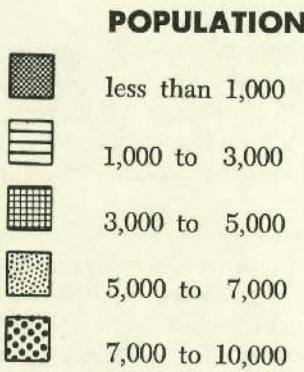 POPULATION
less than 1,000
1,000 to 3,000
3,000 to 5,000
5,000 to 7,000
7,000 to 10,000